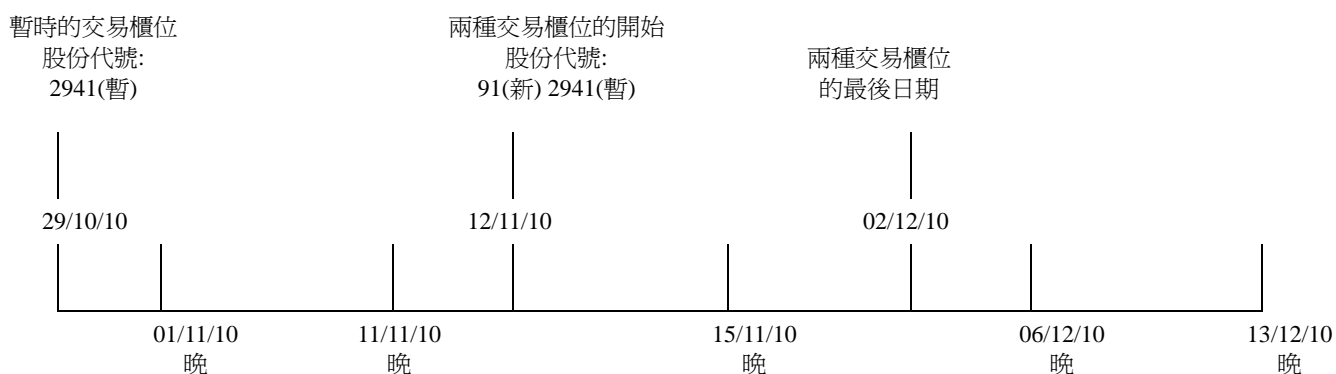 暫時的交易櫃位
股份代號:
2941(暫)
兩種交易櫃位的開始
股份代號:
91(新) 2941(暫)
兩種交易櫃位
的最後日期
29/10/10
12/11/10
02/12/10
01/11/10
晚
11/11/10
晚
15/11/10
晚
06/12/10
晚
13/12/10
晚